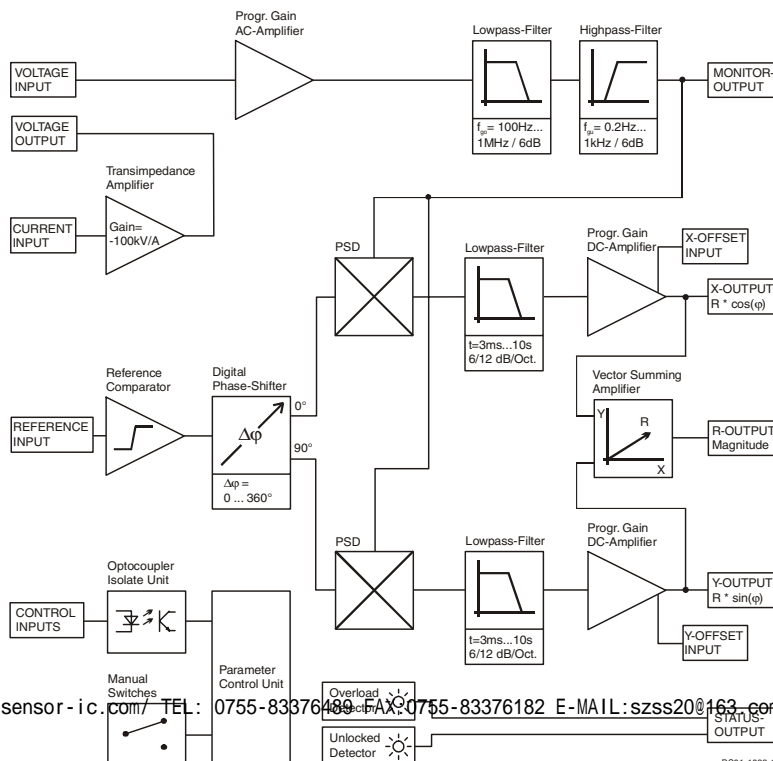 Progr. Gain
AC-Amplifier
Lowpass-Filter
Highpass-Filter
VOLTAGE
INPUT
MONITOR-
OUTPUT
VOLTAGE
OUTPUT
fgo= 100Hz...
1MHz / 6dB
fgu= 0.2Hz...
1kHz / 6dB
Transimpedance
Amplifier
CURRENT
INPUT
Gain=
-100kV/A
PSD
Lowpass-Filter
Progr. Gain
DC-Amplifier
X-OFFSET
INPUT
X-OUTPUT
R * cos(φ)
t=3ms...10s
6/12 dB/Oct.
Reference
Comparator
Digital
Phase-Shifter
Vector Summing
Amplifier
0°
REFERENCE
INPUT
Δφ
Y
R
X
R-OUTPUT
Magnitude
90°
Δφ =
0 ... 360°
PSD
Lowpass-Filter
Progr. Gain
DC-Amplifier
Optocoupler
Isolate Unit
CONTROL
INPUTS
Y-OUTPUT
R * sin(φ)
t=3ms...10s
6/12 dB/Oct.
Y-OFFSET
INPUT
Manual
Switches
Parameter
Control Unit
Overload
Detector
sensor-ic.com/ TEL: 0755-83376489 FAX:0755-83376182 E-MAIL:szss20@163.com
STATUS-
OUTPUT
Unlocked
Detector